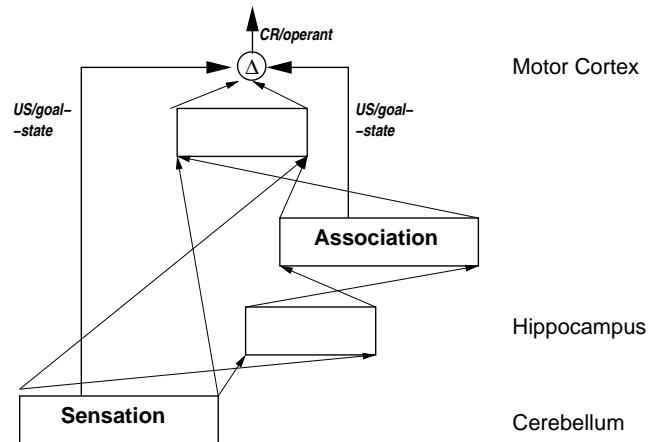 CR/operant
Δ
Motor Cortex
US/goal-
-state
US/goal-
-state
Association
Hippocampus
Sensation
Cerebellum